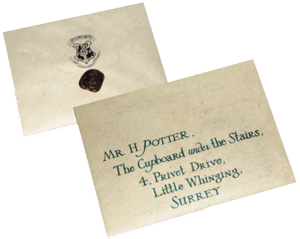 Mr H Potter,
The Cupboard under the Stairs,
4, Privet Drive,
Little Whinging,
SURREY